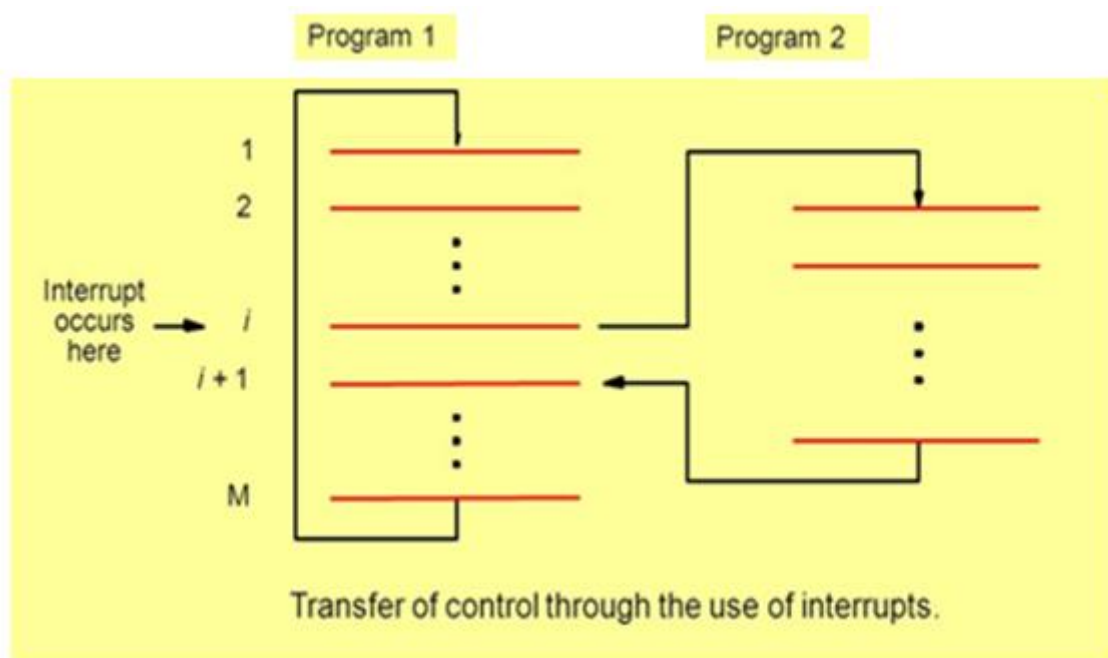 Program 1
Program 2
1
2
Interrupt
occurs
here
i
i + 1
M
Transfer of control through the use of interrupts.